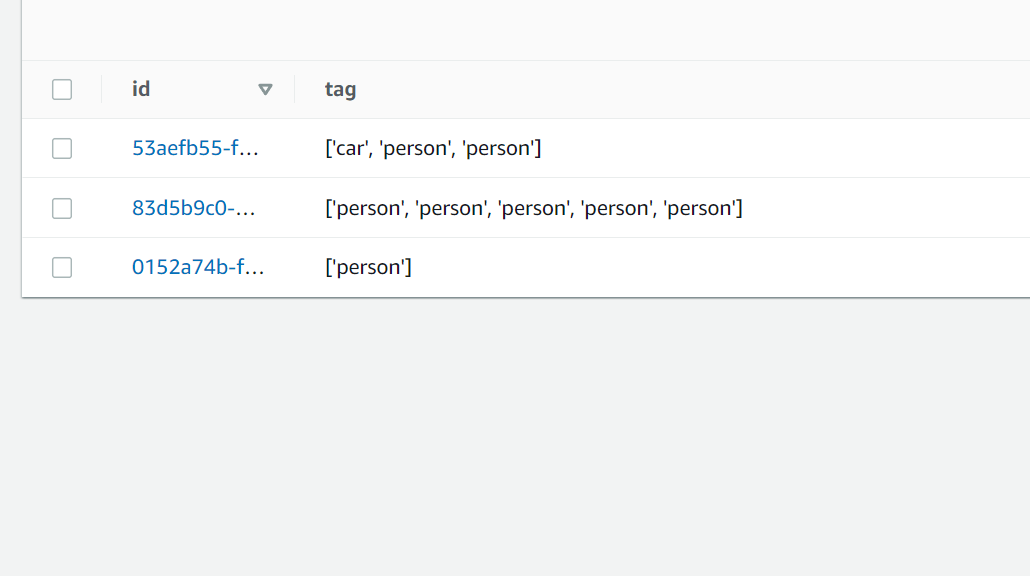 id tag
53aefb55-f... ['car', 'person', 'person']
83d5b9c0-... ['person', 'person', 'person', 'person', 'person']
0152a74b-f... ['person']